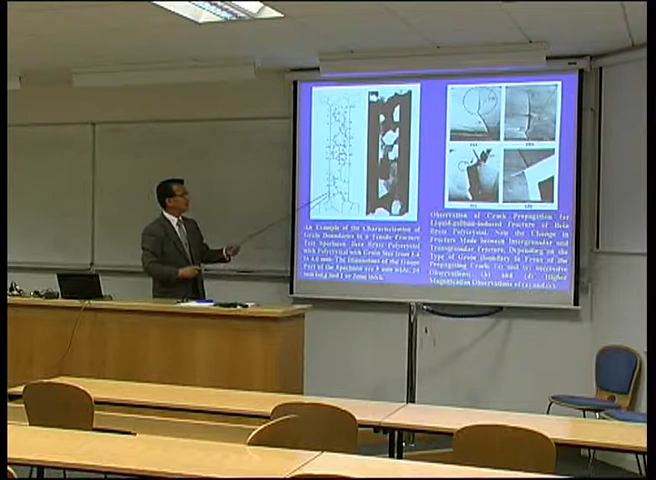 An Example of the Characterization of
Grain Boundaries in a Tensile Fracture
Test Specimen. Beta Brass Polycrystal
with Polycrystal with Grain Size from 3.4
to 4.0 mm. The Dimensions of the Gauge
Part of the Specimen are 8 mm wide, 20
mm long and 1 or 2mm thick.
Observation of Crack Propagation for
Liquid-gallium-induced Fracture of Beta
Brass Polycrystal. Note the Change in
Fracture Mode between Intergranular and
Transgranular Fracture, Depending on the
Type of Grain Boundary in Front of the
Propagating Crack: (a) and (c) successive
Observations, (b) and (d) Higher
Magnification Observations of (a) and (c).